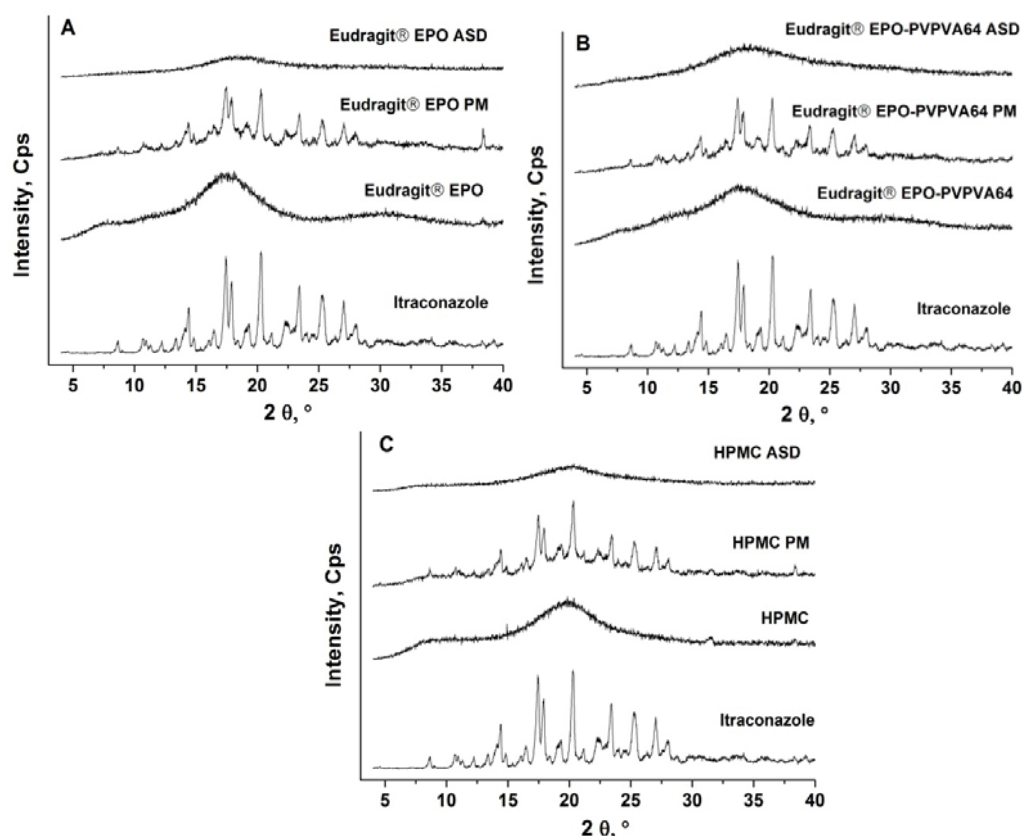 A
Eudragit® EPO ASD
Eudragit® EPO PM
Eudragit® EPO
Itraconazole
Intensity, Cps
5 10 15 20 25 30 35 40
2 θ, °
B
Eudragit® EPO-PVPVA64 ASD
Eudragit® EPO-PVPVA64 PM
Eudragit® EPO-PVPVA64
Itraconazole
Intensity, Cps
5 10 15 20 25 30 35 40
2 θ, °
C
HPMC ASD
HPMC PM
HPMC
Itraconazole
Intensity, Cps
5 10 15 20 25 30 35 40
2 θ, °